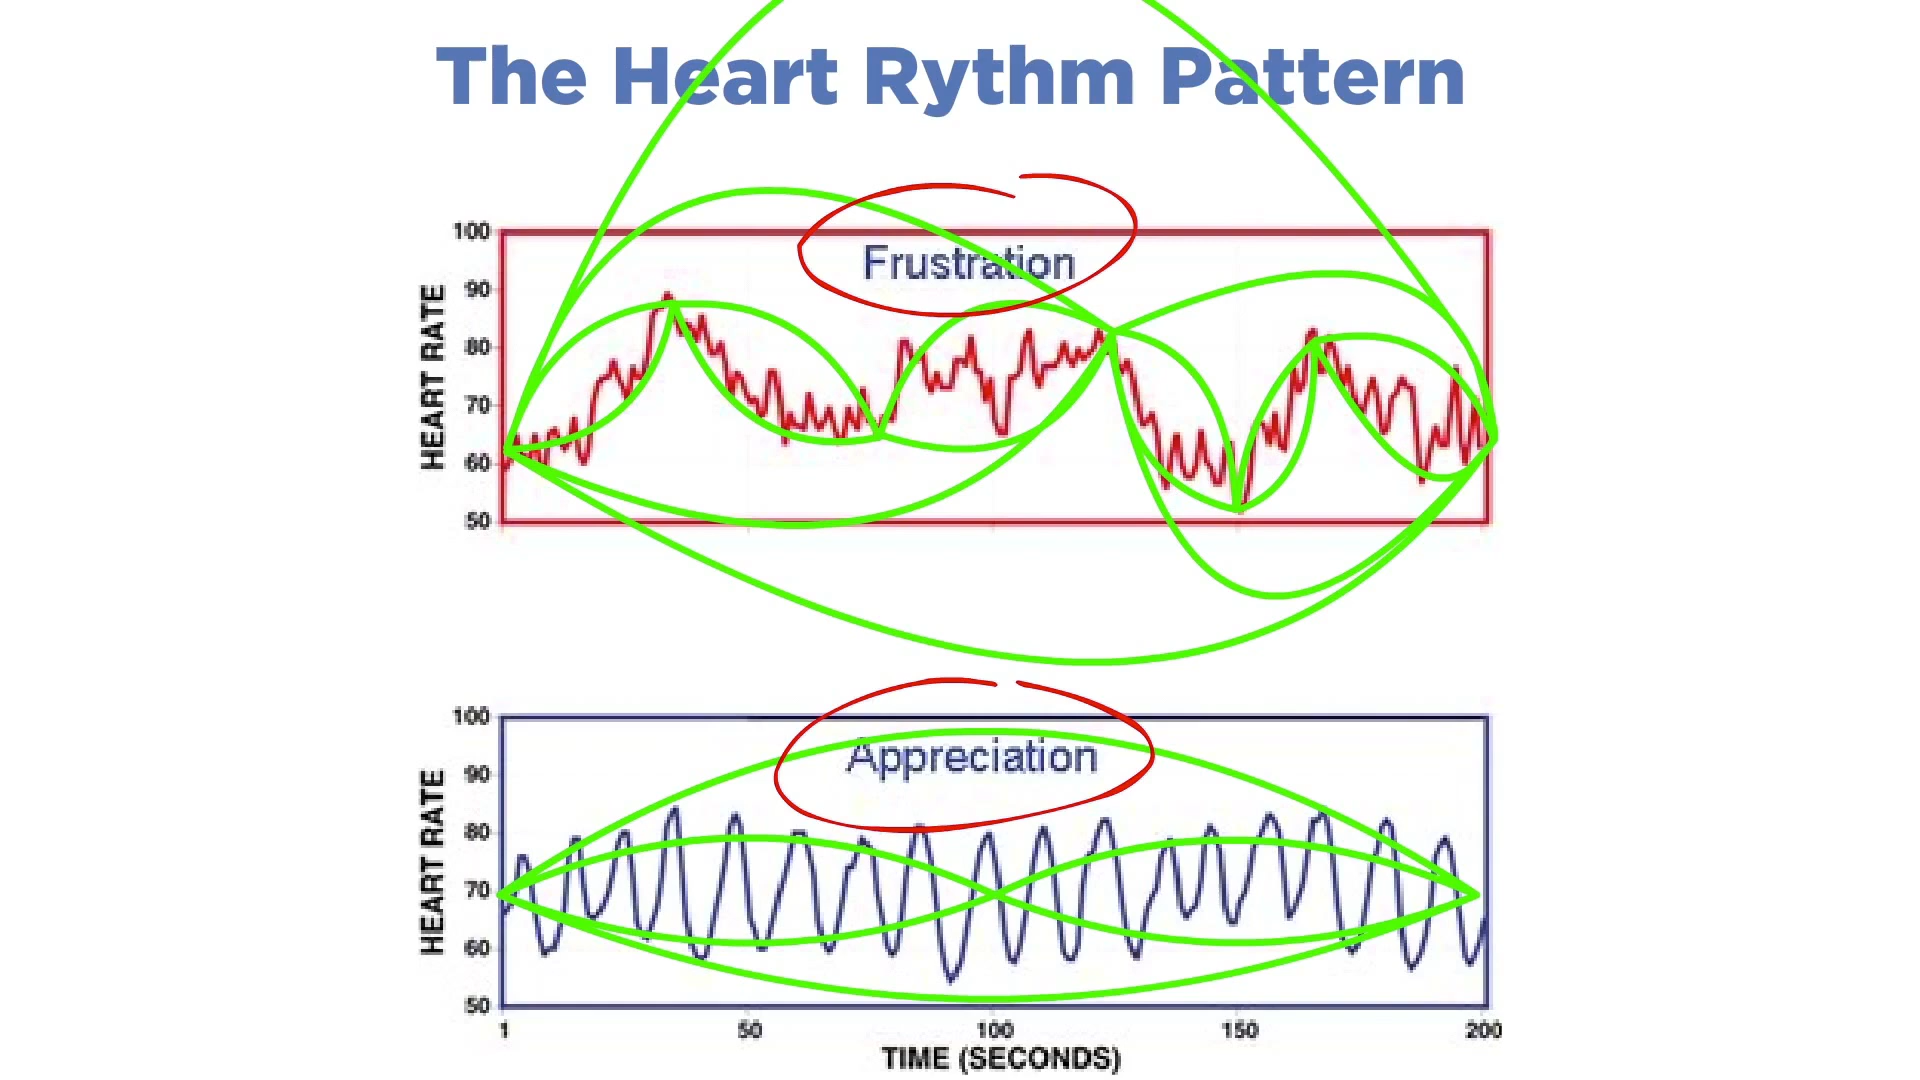 The Heart Rythm Pattern
Frustration
HEART RATE
100
90
80
70
60
50
Appreciation
HEART RATE
100
90
80
70
60
50
1 50 100 150 200
TIME (SECONDS)